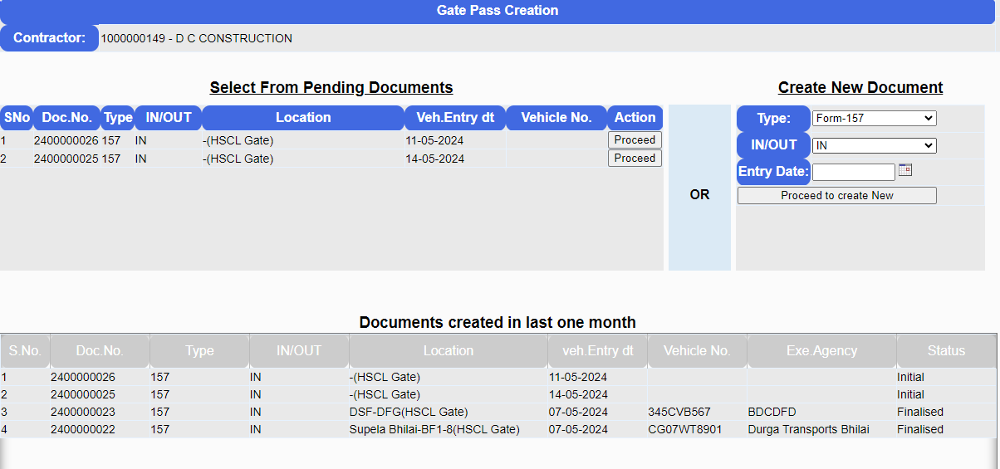 Gate Pass Creation
Contractor: 1000000149 - D C CONSTRUCTION
Select From Pending Documents
SNo Doc.No. Type IN/OUT Location Veh.Entry dt Vehicle No. Action
1 2400000026 157 IN -(HSCL Gate) 11-05-2024 Proceed
2 2400000025 157 IN -(HSCL Gate) 14-05-2024 Proceed
OR
Create New Document
Type: Form-157
IN/OUT IN
Entry Date:
Proceed to create New
Documents created in last one month
S.No. Doc.No. Type IN/OUT Location veh.Entry dt Vehicle No. Exe.Agency Status
1 2400000026 157 IN -(HSCL Gate) 11-05-2024 Initial
2 2400000025 157 IN -(HSCL Gate) 14-05-2024 Initial
3 2400000023 157 IN DSF-DFG(HSCL Gate) 07-05-2024 345CVB567 BDCDFD Finalised
4 2400000022 157 IN Supela Bhilai-BF1-8(HSCL Gate) 07-05-2024 CG07WT8901 Durga Transports Bhilai Finalised